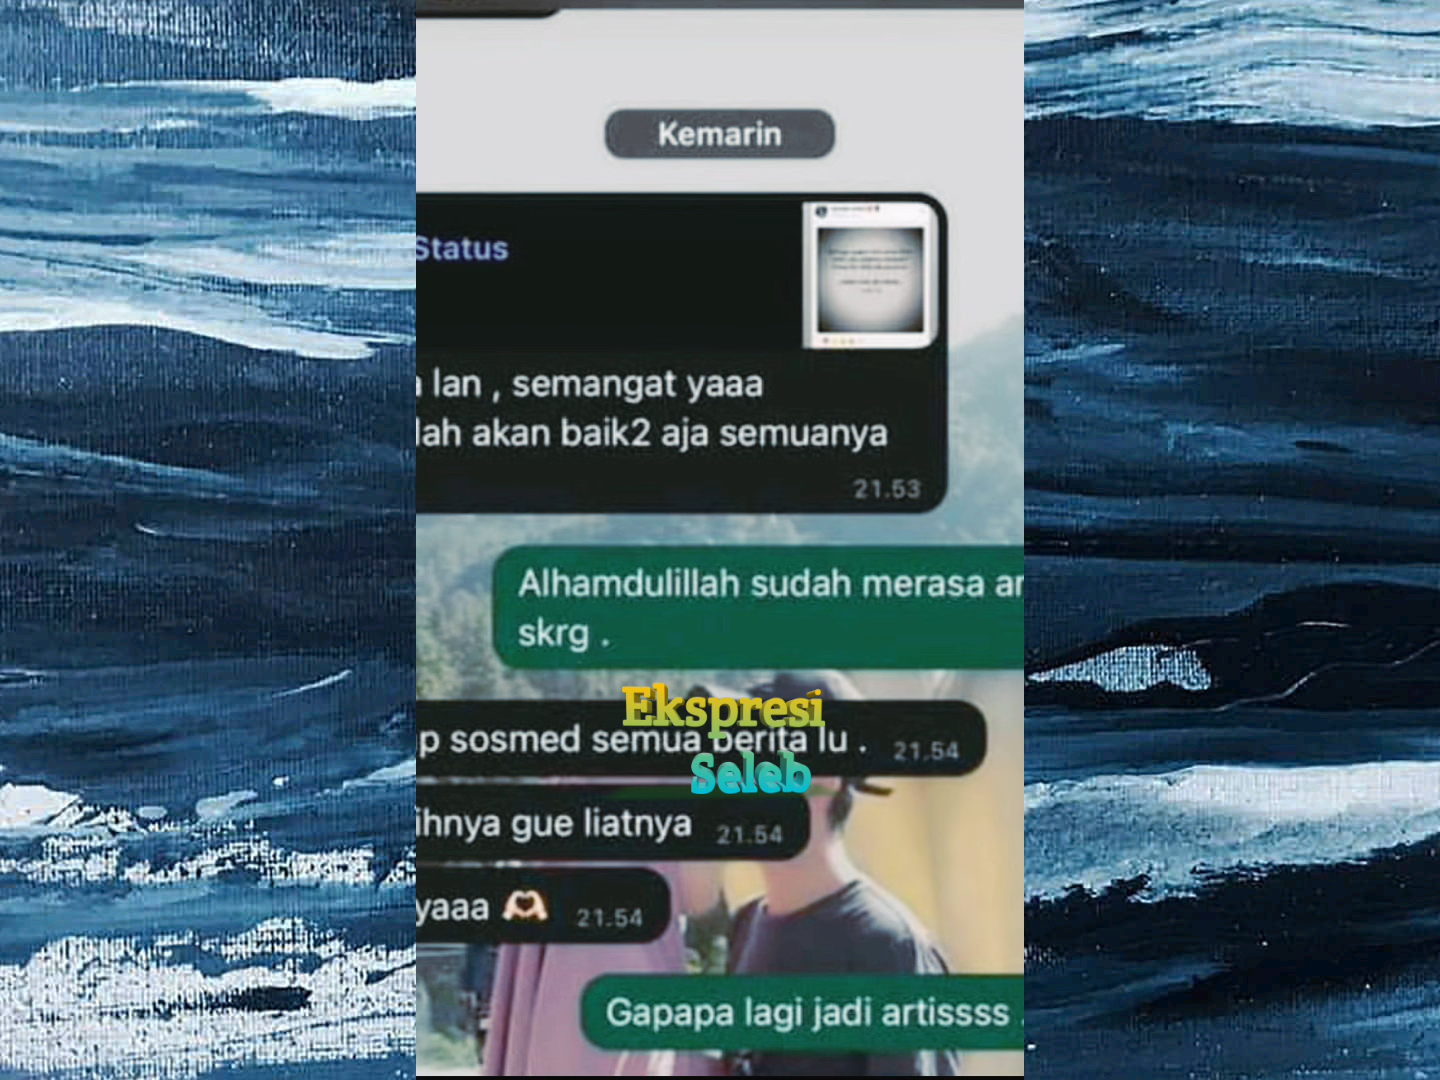 Kemarin
Status
lan , semangat yaaa
lah akan baik2 aja semuanya
21.53
Alhamdulillah sudah merasa
skrg .
Ekspresi
p sosmed semua berita lu . 21.54
Seleb
ihnya gue liatnya 21.54
yaaa 🫶🏻 21.54
Gapapa lagi jadi artissss